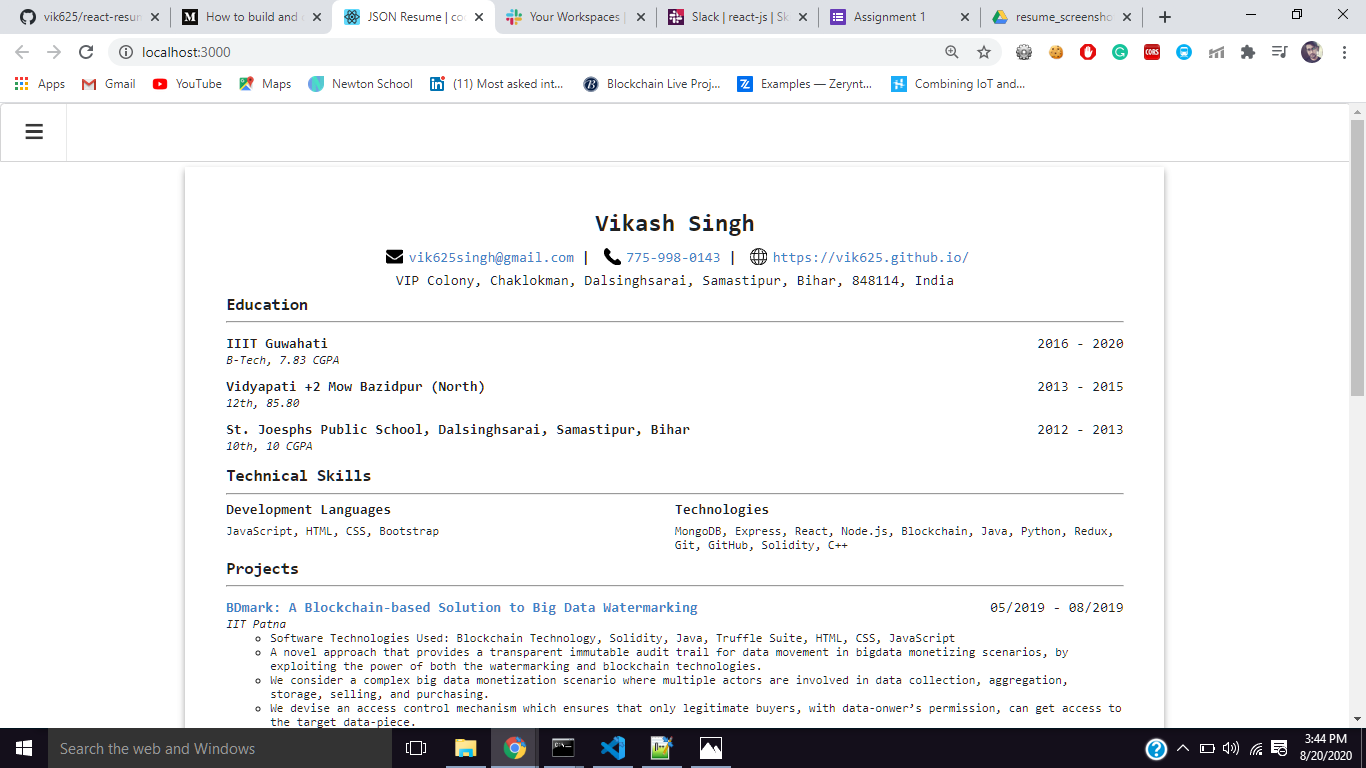 vik625/react-resum
How to build and
JSON Resume | co
Your Workspaces |
Slack | react-js | Sk
Assignment 1
resume_screensho
localhost:3000
Apps
Gmail
YouTube
Maps
Newton School
(11) Most asked int...
Blockchain Live Proj...
Examples — Zerynt...
Combining IoT and...
Vikash Singh
vik625singh@gmail.com | 775-998-0143 | https://vik625.github.io/
VIP Colony, Chaklokman, Dalsinghsarai, Samastipur, Bihar, 848114, India
Education
IIIT Guwahati 2016 - 2020
B-Tech, 7.83 CGPA
Vidyapati +2 Mow Bazidpur (North) 2013 - 2015
12th, 85.80
St. Joesphs Public School, Dalsinghsarai, Samastipur, Bihar 2012 - 2013
10th, 10 CGPA
Technical Skills
Development Languages
JavaScript, HTML, CSS, Bootstrap
Technologies
MongoDB, Express, React, Node.js, Blockchain, Java, Python, Redux,
Git, GitHub, Solidity, C++
Projects
BDmark: A Blockchain-based Solution to Big Data Watermarking 05/2019 - 08/2019
IIT Patna
Software Technologies Used: Blockchain Technology, Solidity, Java, Truffle Suite, HTML, CSS, JavaScript
A novel approach that provides a transparent immutable audit trail for data movement in bigdata monetizing scenarios, by
exploiting the power of both the watermarking and blockchain technologies.
We consider a complex big data monetization scenario where multiple actors are involved in data collection, aggregation,
storage, selling, and purchasing.
We devise an access control mechanism which ensures that only legitimate buyers, with data-onwer’s permission, can get access to
the target data-piece.
Search the web and Windows
3:44 PM
8/20/2020